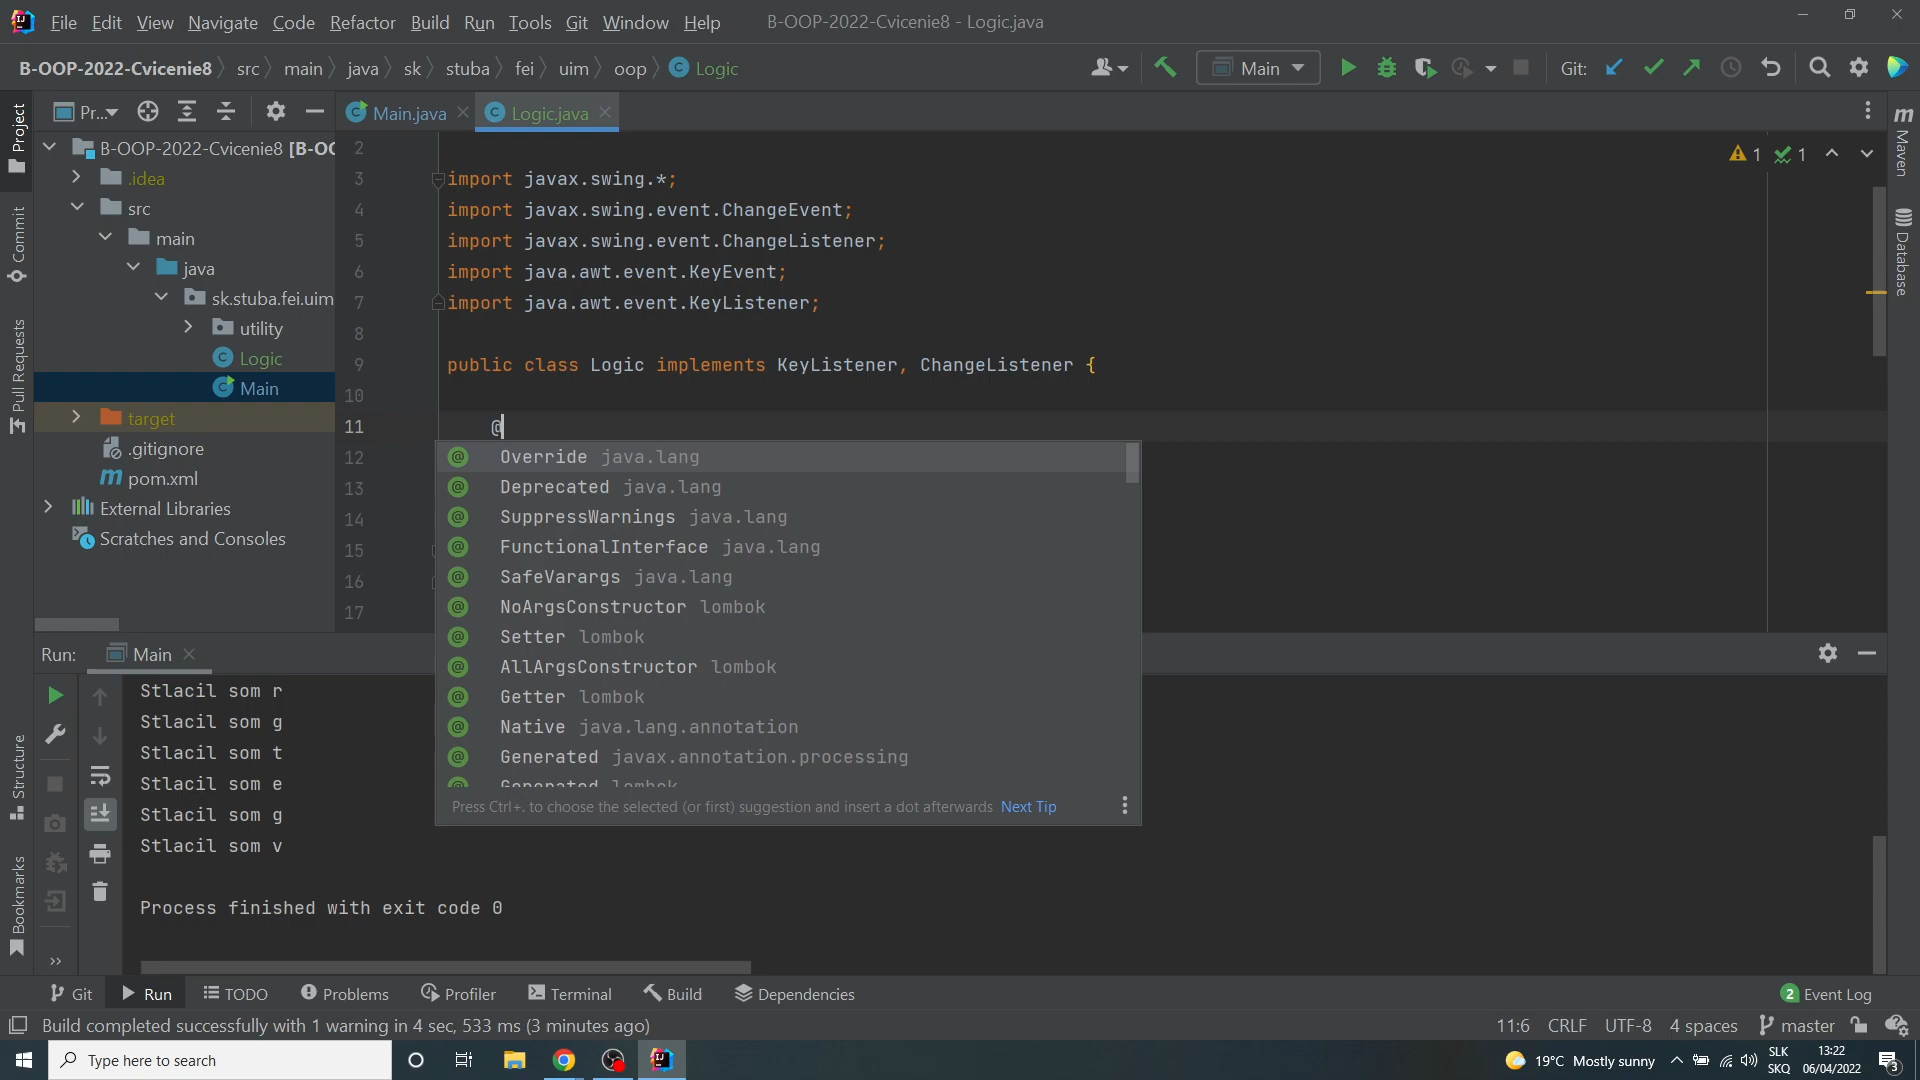 File Edit View Navigate Code Refactor Build Run Tools Git Window Help B-OOP-2022-Cvicenie8 - Logic.java
B-OOP-2022-Cvicenie8 src main java sk stuba fei uim oop Logic Main Git:
Pr... Main.java Logic.java
Project
Commit
Pull Requests
Structure
Bookmarks
Maven
Database
B-OOP-2022-Cvicenie8 [B-OO
.idea
src
main
java
sk.stuba.fei.uim
utility
Logic
Main
target
.gitignore
pom.xml
External Libraries
Scratches and Consoles
1 1
2
3 import javax.swing.*;
4 import javax.swing.event.ChangeEvent;
5 import javax.swing.event.ChangeListener;
6 import java.awt.event.KeyEvent;
7 import java.awt.event.KeyListener;
8
9 public class Logic implements KeyListener, ChangeListener {
10
11 @
12
13
14
15
16
17
Override java.lang
Deprecated java.lang
SuppressWarnings java.lang
FunctionalInterface java.lang
SafeVarargs java.lang
NoArgsConstructor lombok
Setter lombok
AllArgsConstructor lombok
Getter lombok
Native java.lang.annotation
Generated javax.annotation.processing
Generated lombok
Press Ctrl+. to choose the selected (or first) suggestion and insert a dot afterwards Next Tip
Run: Main
Stlacil som r
Stlacil som g
Stlacil som t
Stlacil som e
Stlacil som g
Stlacil som v
Process finished with exit code 0
Git Run TODO Problems Profiler Terminal Build Dependencies 2 Event Log
Build completed successfully with 1 warning in 4 sec, 533 ms (3 minutes ago) 11:6 CRLF UTF-8 4 spaces master
Type here to search 19°C Mostly sunny SLK SKQ 13:22 06/04/2022 3